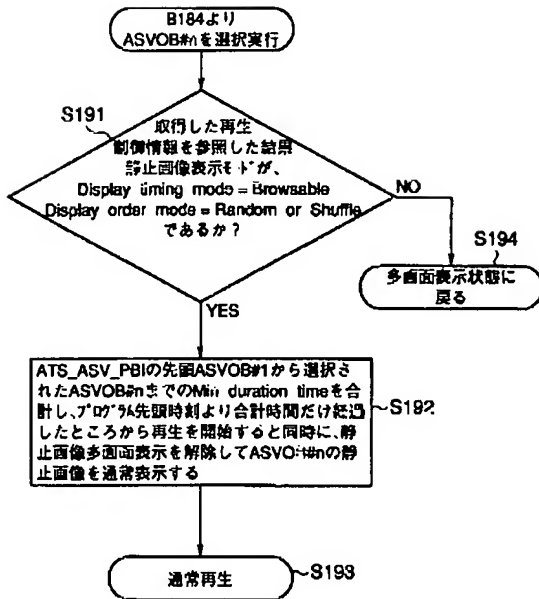 B184より
ASVOB#nを選択実行
S191
取得した再生
制御情報を参照した結果
静止画像表示モードが、
Display timing mode = Browsable
Display order mode = Random or Shuffle
であるか？
NO
S194
多画面表示状態に
戻る
YES
ATS_ASV_PBIの先頭ASVOB#1から選択さ
れたASVOB#nまでのMin duration timeを合
計し、プログラム先頭時刻より合計時間だけ経過
したところから再生を開始すると同時に、静
止画像多画面表示を解除してASVOB#nの静
止画像を通常表示する
S192
通常再生
S193